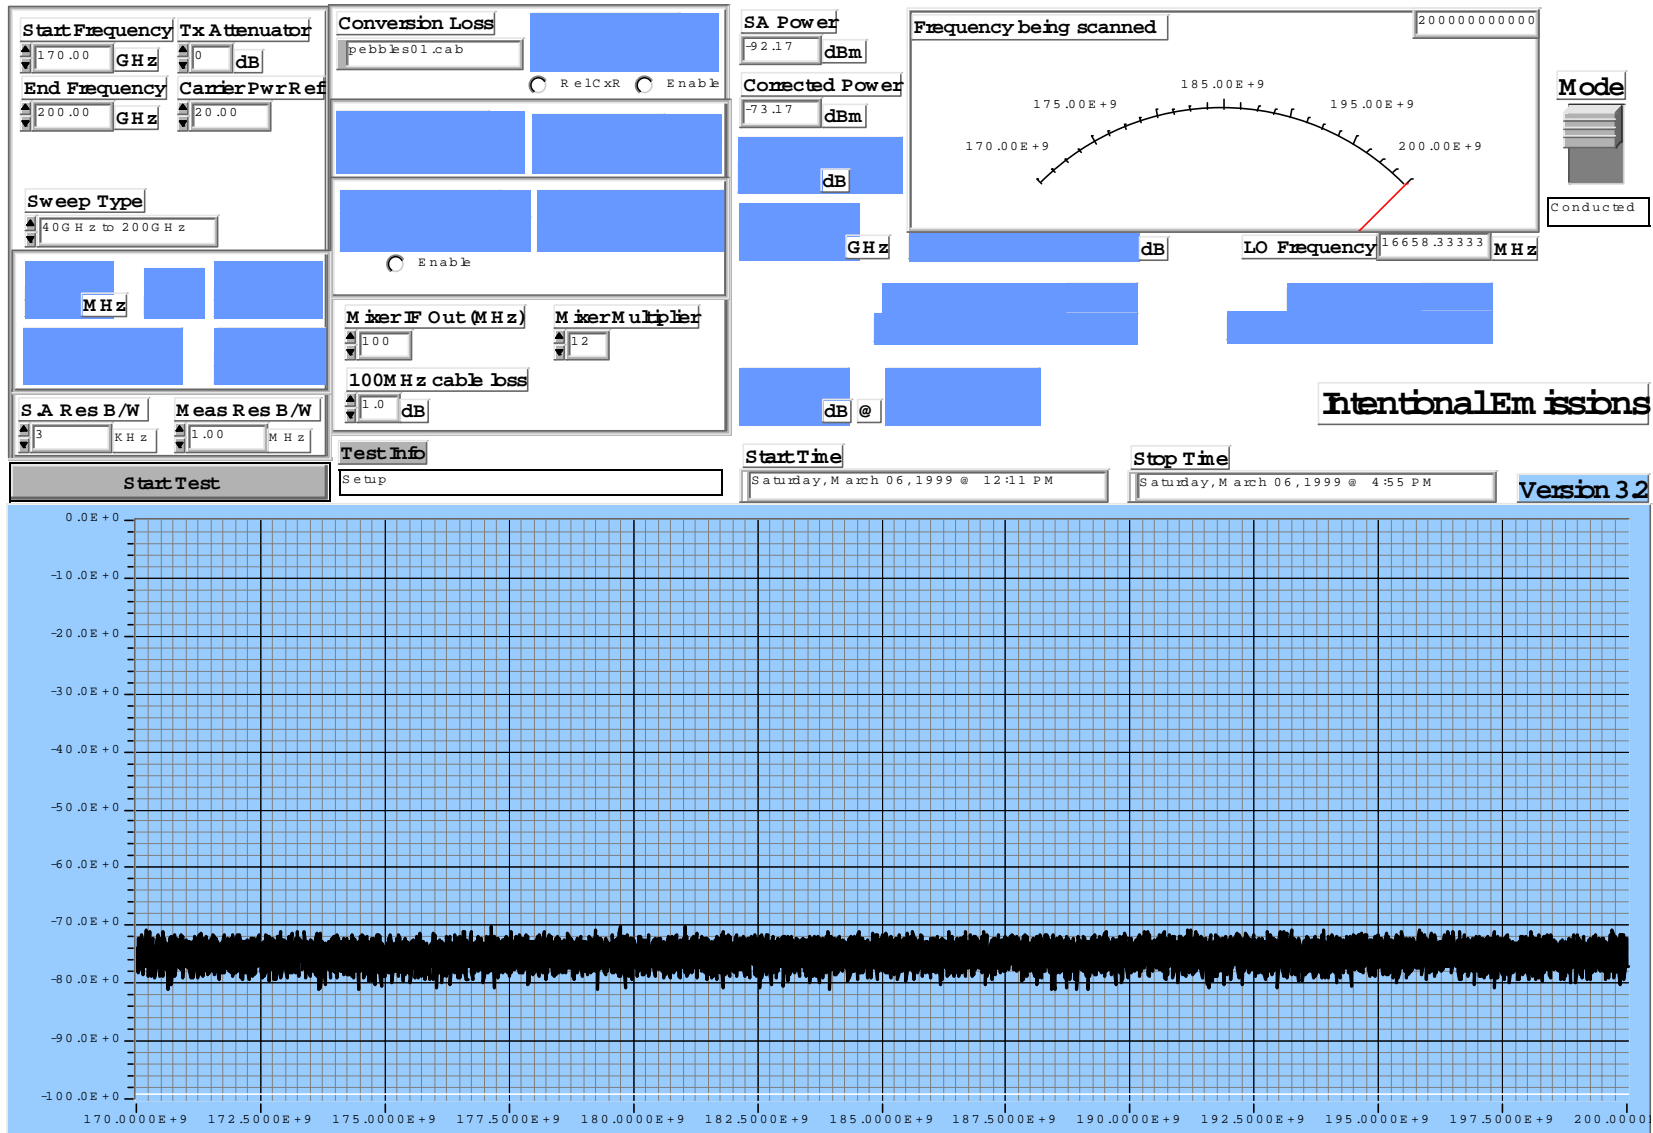 Start Frequency
170.00 GHz
Tx Attenuator
0 dB
End Frequency
200.00 GHz
Carrier Pwr Ref
20.00
Sweep Type
40GHz to 200GHz
MHz
S.A Res B/W
3 KHz
Meas Res B/W
1.00 MHz
Start Test
Conversion Loss
pebbles01.cab
RelCxR
Enable
Enable
Mixer IF Out (MHz)
100
Mixer Multiplier
12
100MHz cable loss
1.0 dB
Test Info
Setup
SA Power
-92.17 dBm
Corrected Power
-73.17 dBm
dB
GHz
dB
dB @
Frequency being scanned
200000000000
170.00E+9
175.00E+9
185.00E+9
195.00E+9
200.00E+9
LO Frequency 16658.33333 MHz
Mode
Conducted
Intentional Emissions
Start Time
Saturday, March 06, 1999 @ 12:11 PM
Stop Time
Saturday, March 06, 1999 @ 4:55 PM
Version 3.2
0.0E+0
-10.0E+0
-20.0E+0
-30.0E+0
-40.0E+0
-50.0E+0
-60.0E+0
-70.0E+0
-80.0E+0
-90.0E+0
-100.0E+0
170.0000E+9 172.5000E+9 175.0000E+9 177.5000E+9 180.0000E+9 182.5000E+9 185.0000E+9 187.5000E+9 190.0000E+9 192.5000E+9 195.0000E+9 197.5000E+9 200.0000